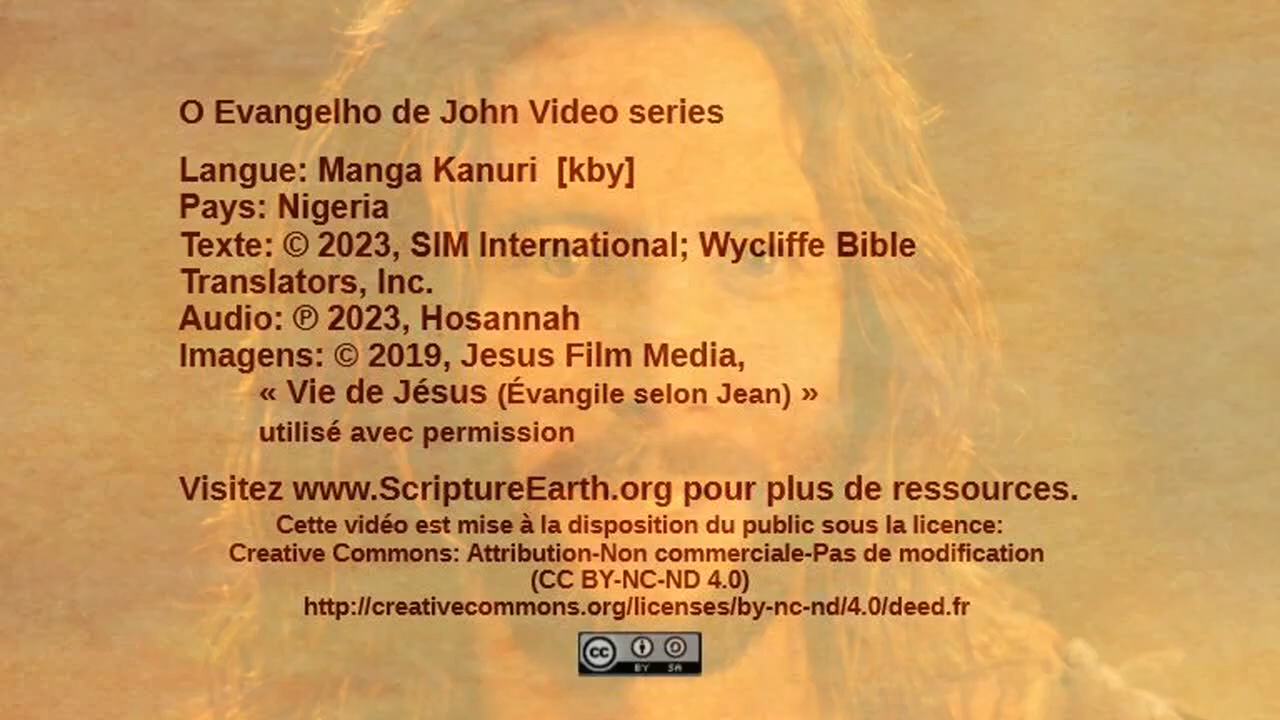 O Evangelho de John Video series
Langue: Manga Kanuri [kby]
Pays: Nigeria
Texte: © 2023, SIM International; Wycliffe Bible
Translators, Inc.
Audio: ℗ 2023, Hosannah
Imagens: © 2019, Jesus Film Media,
« Vie de Jésus (Évangile selon Jean) »
utilisé avec permission
Visitez www.ScriptureEarth.org pour plus de ressources.
Cette vidéo est mise à la disposition du public sous la licence:
Creative Commons: Attribution-Non commerciale-Pas de modification
(CC BY-NC-ND 4.0)
http://creativecommons.org/licenses/by-nc-nd/4.0/deed.fr
cc BY SA